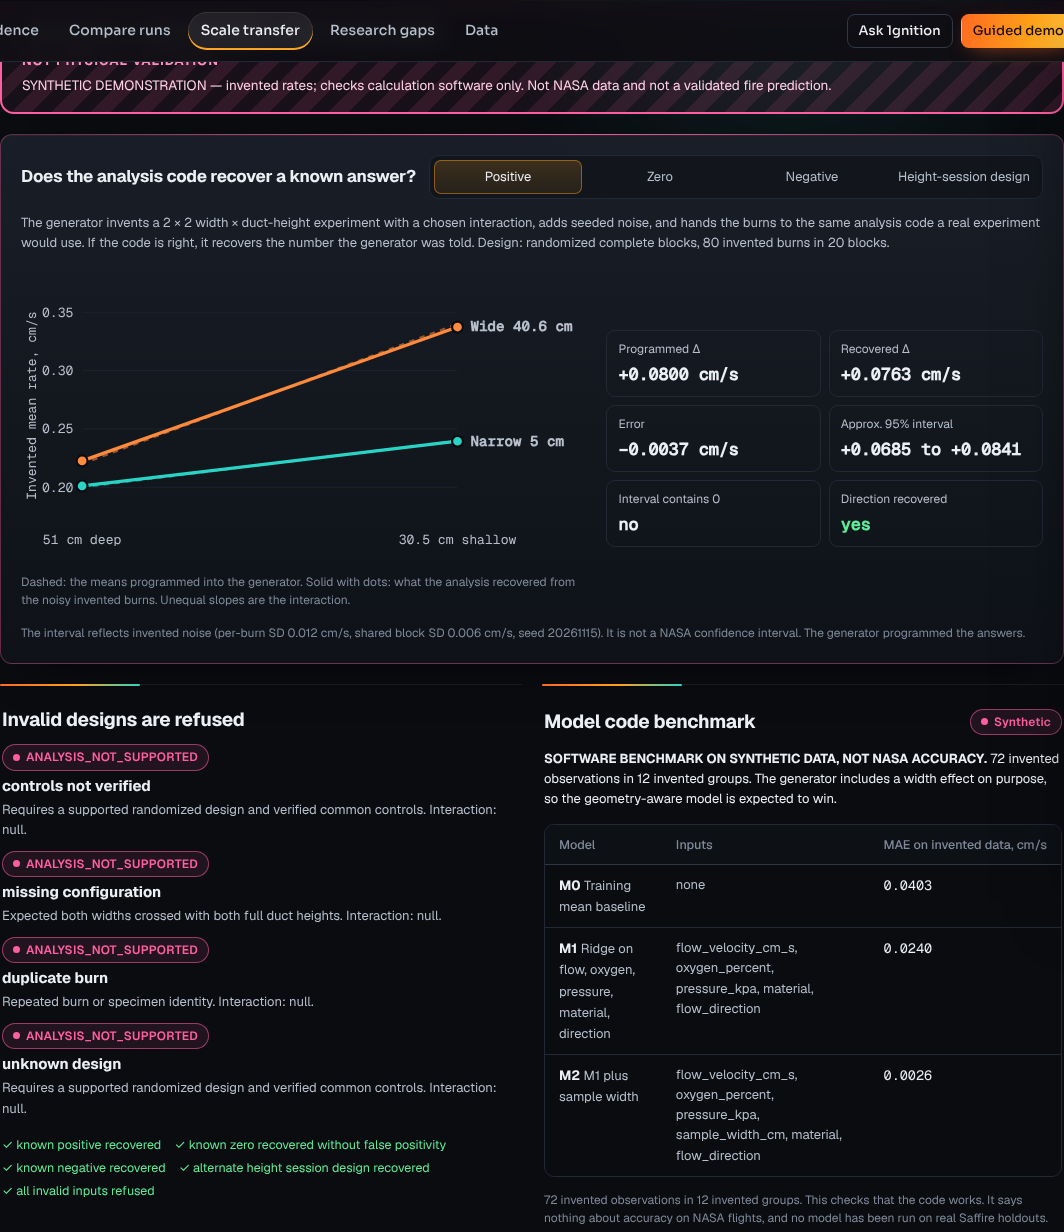 dence
Compare runs
Scale transfer
Research gaps
Data
Ask Ignition
Guided demo
NOT PHYSICAL VALIDATION
SYNTHETIC DEMONSTRATION — invented rates; checks calculation software only. Not NASA data and not a validated fire prediction.
Does the analysis code recover a known answer?
Positive
Zero
Negative
Height-session design
The generator invents a 2 × 2 width × duct-height experiment with a chosen interaction, adds seeded noise, and hands the burns to the same analysis code a real experiment
would use. If the code is right, it recovers the number the generator was told. Design: randomized complete blocks, 80 invented burns in 20 blocks.
Invented mean rate, cm/s
0.35
0.30
0.25
0.20
Wide 40.6 cm
Narrow 5 cm
51 cm deep
30.5 cm shallow
Dashed: the means programmed into the generator. Solid with dots: what the analysis recovered from
the noisy invented burns. Unequal slopes are the interaction.
Programmed Δ
+0.0800 cm/s
Recovered Δ
+0.0763 cm/s
Error
−0.0037 cm/s
Approx. 95% interval
+0.0685 to +0.0841
Interval contains 0
no
Direction recovered
yes
The interval reflects invented noise (per-burn SD 0.012 cm/s, shared block SD 0.006 cm/s, seed 20261115). It is not a NASA confidence interval. The generator programmed the answers.
Invalid designs are refused
ANALYSIS_NOT_SUPPORTED
controls not verified
Requires a supported randomized design and verified common controls. Interaction:
null.
ANALYSIS_NOT_SUPPORTED
missing configuration
Expected both widths crossed with both full duct heights. Interaction: null.
ANALYSIS_NOT_SUPPORTED
duplicate burn
Repeated burn or specimen identity. Interaction: null.
ANALYSIS_NOT_SUPPORTED
unknown design
Requires a supported randomized design and verified common controls. Interaction:
null.
✓ known positive recovered ✓ known zero recovered without false positivity
✓ known negative recovered ✓ alternate height session design recovered
✓ all invalid inputs refused
Model code benchmark
Synthetic
SOFTWARE BENCHMARK ON SYNTHETIC DATA, NOT NASA ACCURACY. 72 invented
observations in 12 invented groups. The generator includes a width effect on purpose,
so the geometry-aware model is expected to win.
Model
Inputs
MAE on invented data, cm/s
M0 Training
mean baseline
none
0.0403
M1 Ridge on
flow, oxygen,
pressure,
material,
direction
flow_velocity_cm_s,
oxygen_percent,
pressure_kpa, material,
flow_direction
0.0240
M2 M1 plus
sample width
flow_velocity_cm_s,
oxygen_percent,
pressure_kpa,
sample_width_cm, material,
flow_direction
0.0026
72 invented observations in 12 invented groups. This checks that the code works. It says
nothing about accuracy on NASA flights, and no model has been run on real Saffire holdouts.